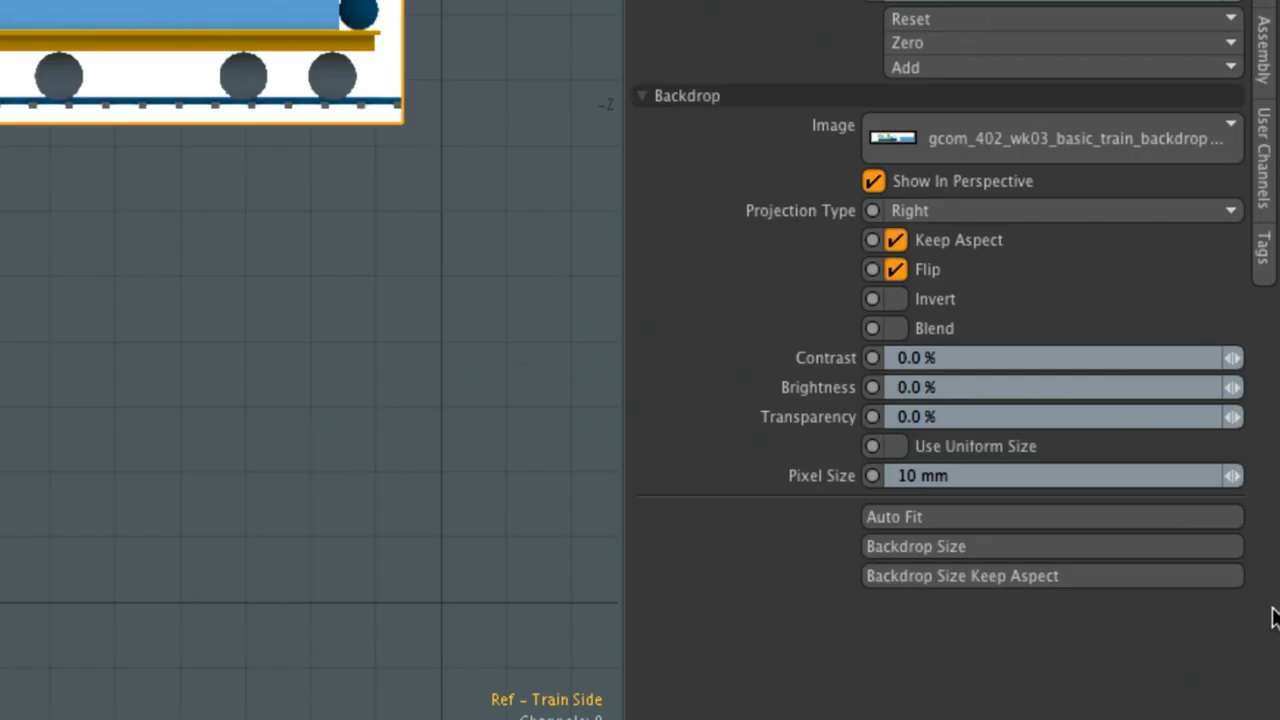 Reset
Zero
Add
Assembly
User Channels
Tags
-Z
Backdrop
Image
gcom_402_wk03_basic_train_backdrop ...
Show In Perspective
Projection Type
Right
Keep Aspect
Flip
Invert
Blend
Contrast
0.0 %
Brightness
0.0 %
Transparency
0.0 %
Use Uniform Size
Pixel Size
10 mm
Auto Fit
Backdrop Size
Backdrop Size Keep Aspect
Ref - Train Side